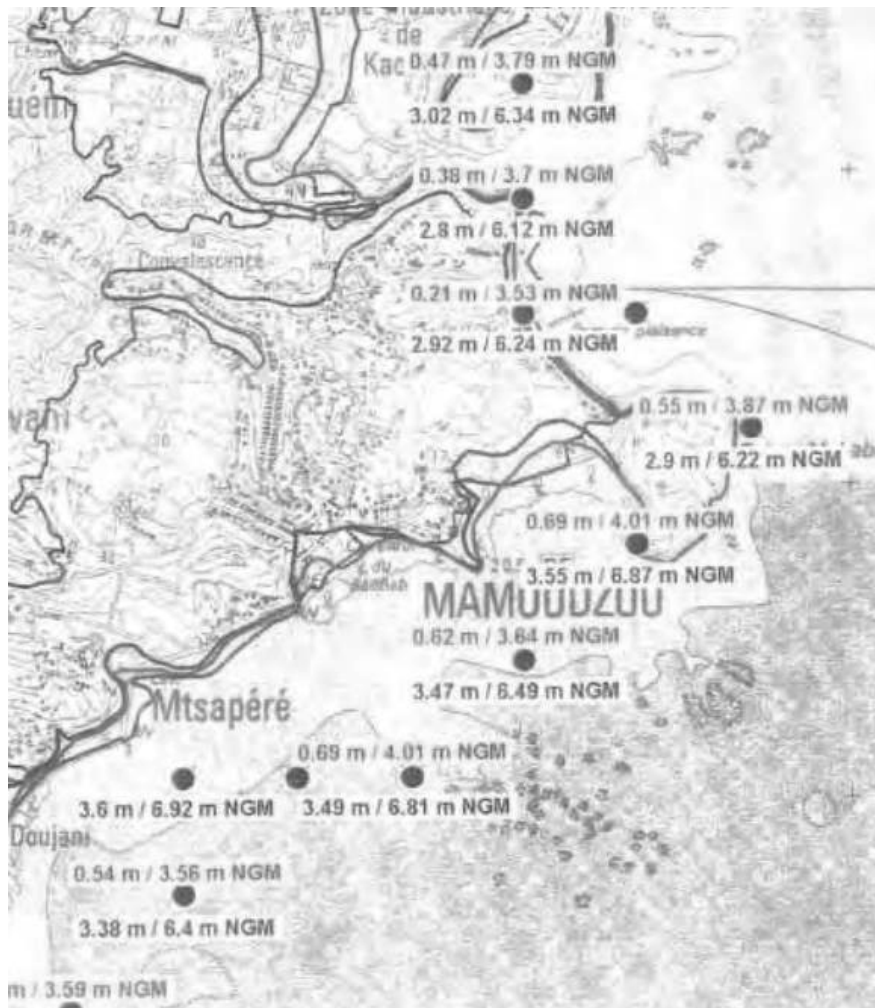 de
Kac
0.47 m / 3.79 m NGM
3.02 m / 6.34 m NGM
0.38 m / 3.7 m NGM
2.8 m / 6.12 m NGM
la
Convalescence
0.21 m / 3.53 m NGM
2.92 m / 6.24 m NGM
plaisance
0.55 m / 3.87 m NGM
vani
2.9 m / 6.22 m NGM
0.69 m / 4.01 m NGM
3.55 m / 6.87 m NGM
du
MAMOUDZOU
0.62 m / 3.64 m NGM
3.47 m / 6.49 m NGM
Mtsapéré
0.69 m / 4.01 m NGM
3.6 m / 6.92 m NGM
3.49 m / 6.81 m NGM
Doujani
0.54 m / 3.56 m NGM
3.38 m / 6.4 m NGM
m / 3.59 m NGM